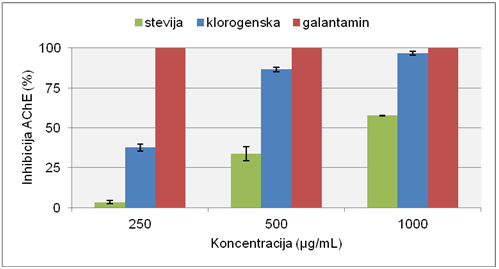 stevija klorogenska galantamin
100
75
50
25
0
Inhibicija AChE (%)
250 500 1000
Koncentracija (µg/mL)